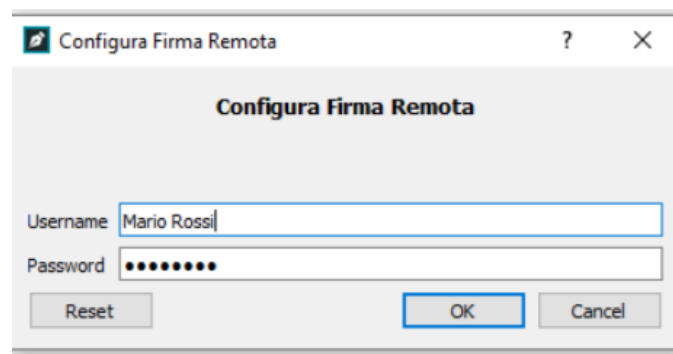 Configura Firma Remota ? ×
Configura Firma Remota
Username Mario Rossi
Password ●●●●●●●●
Reset OK Cancel